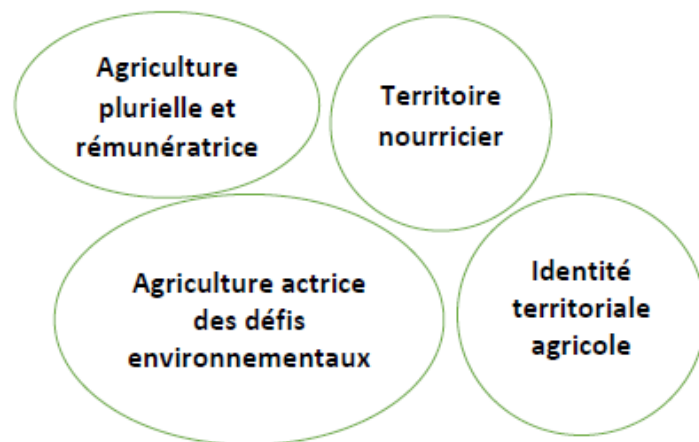 Agriculture
plurielle et
rémunératrice
Territoire
nourricier
Agriculture actrice
des défis
environnementaux
Identité
territoriale
agricole